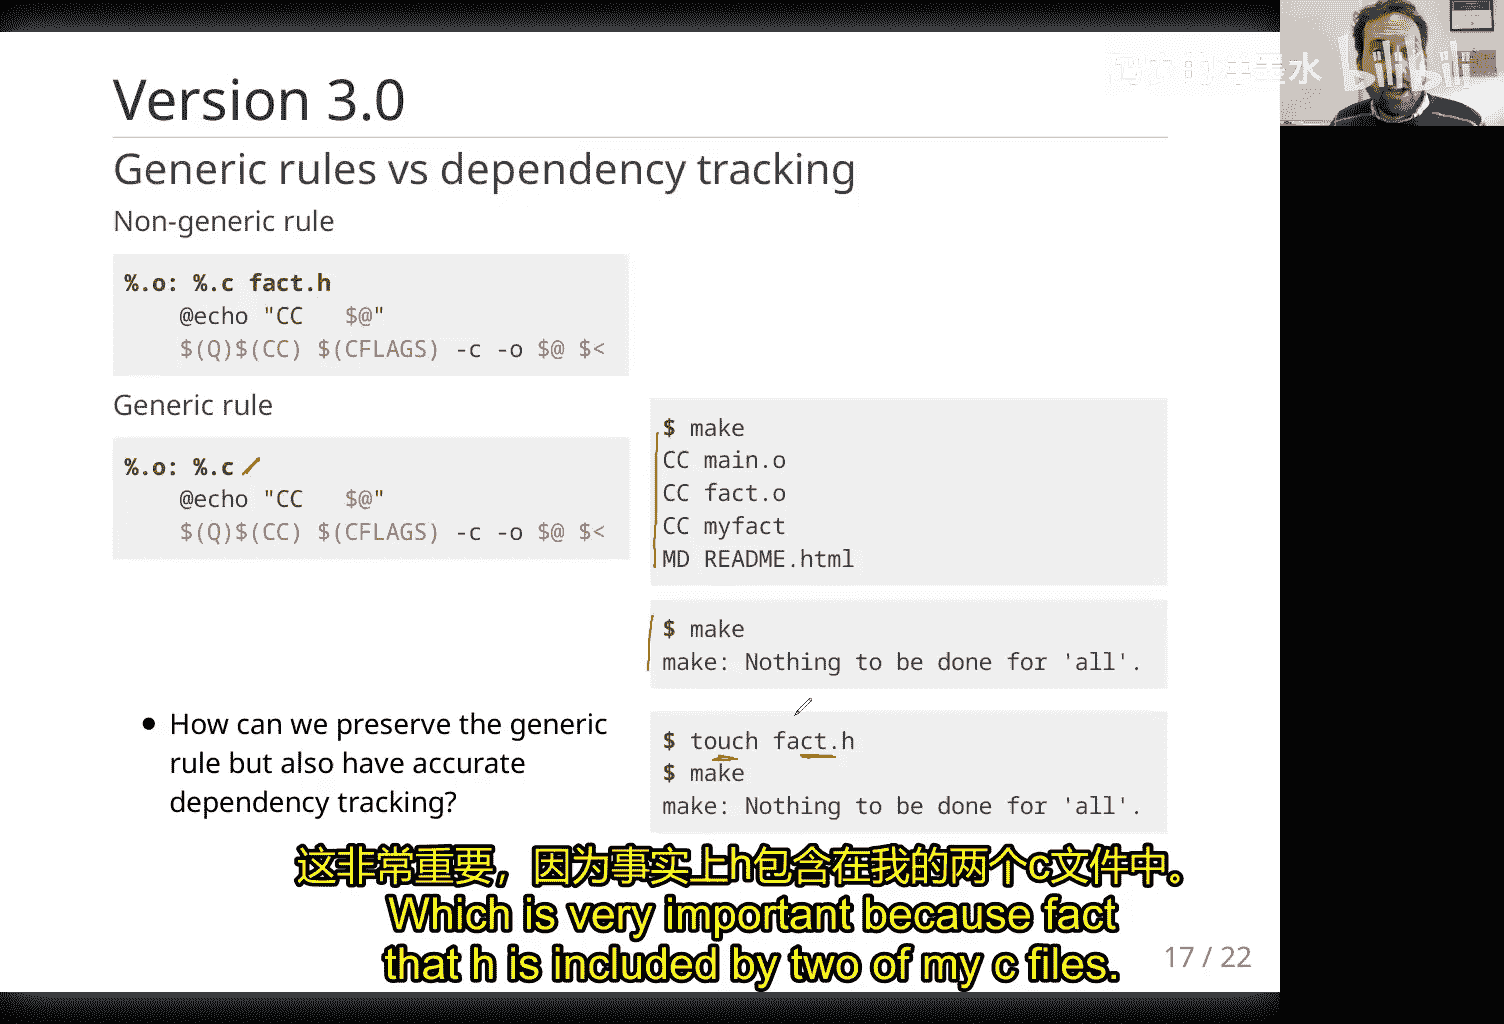 Version 3.0
Generic rules vs dependency tracking
Non-generic rule
%.o: %.c fact.h
@echo "CC   $@"
$(Q)$(CC) $(CFLAGS) -c -o $@ $<
Generic rule
%.o: %.c
@echo "CC   $@"
$(Q)$(CC) $(CFLAGS) -c -o $@ $<
How can we preserve the generic
rule but also have accurate
dependency tracking?
$ make
CC main.o
CC fact.o
CC myfact
MD README.html
$ make
make: Nothing to be done for 'all'.
$ touch fact.h
$ make
make: Nothing to be done for 'all'.
这非常重要，因为事实上h包含在我的两个c文件中。
Which is very important because fact
that h is included by two of my c files.
17 / 22
bilibili